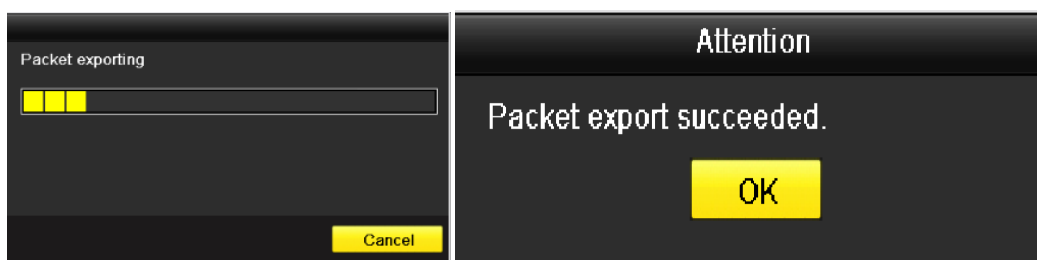 Packet exporting
Cancel
Attention
Packet export succeeded.
OK